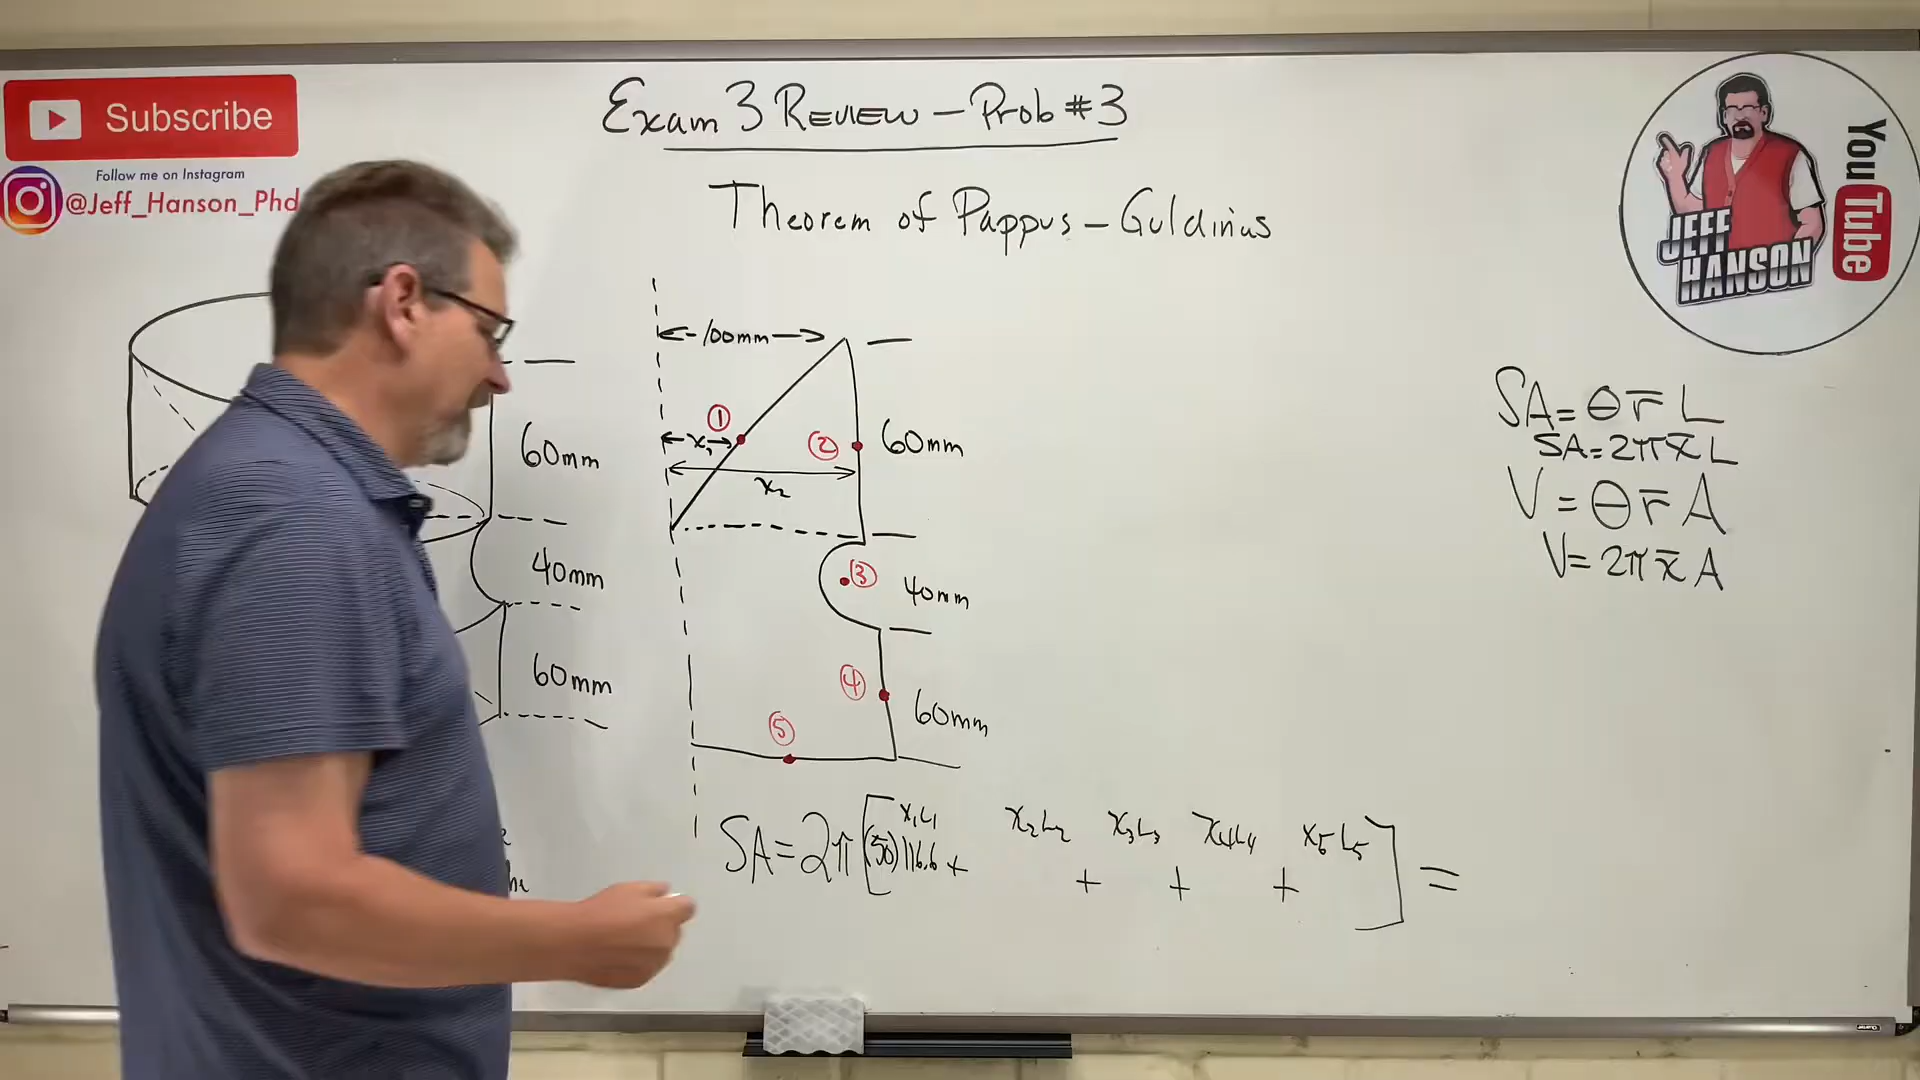 Subscribe
Follow me on Instagram
@Jeff_Hanson_Phd
Exam 3 REVIEW – Prob #3
Theorem of Pappus – Guldinus
JEFF
HANSON
YouTube
100mm
①
x₁
②
60mm
x₂
③
40mm
④
60mm
⑤
60mm
40mm
60mm
SA = θ r̄ L
SA = 2π x̄ L
V = θ r̄ A
V = 2π x̄ A
x₁L₁ x₂L₂ x₃L₃ x₄L₄ x₅L₅
SA = 2π [(50)116.6 + + + + ] =